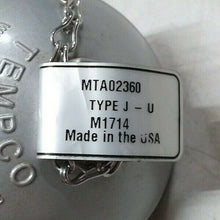 TEMPCO
MTA02360
TYPE J - U
M1714
Made in the USA